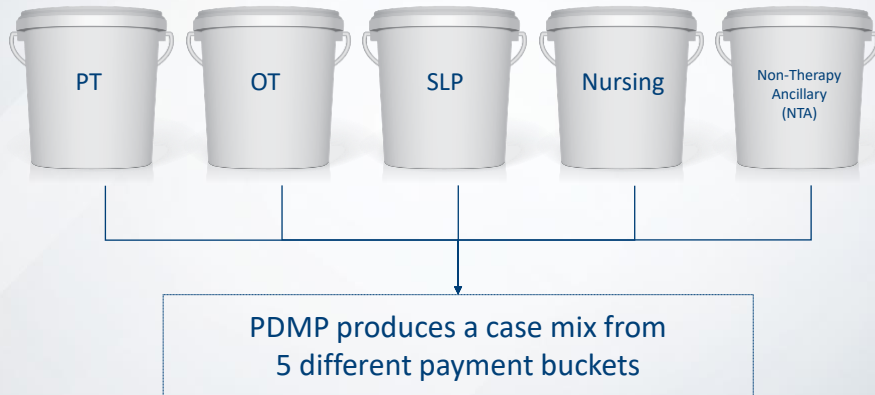 PT
OT
SLP
Nursing
Non-Therapy
Ancillary
(NTA)
PDMP produces a case mix from
5 different payment buckets